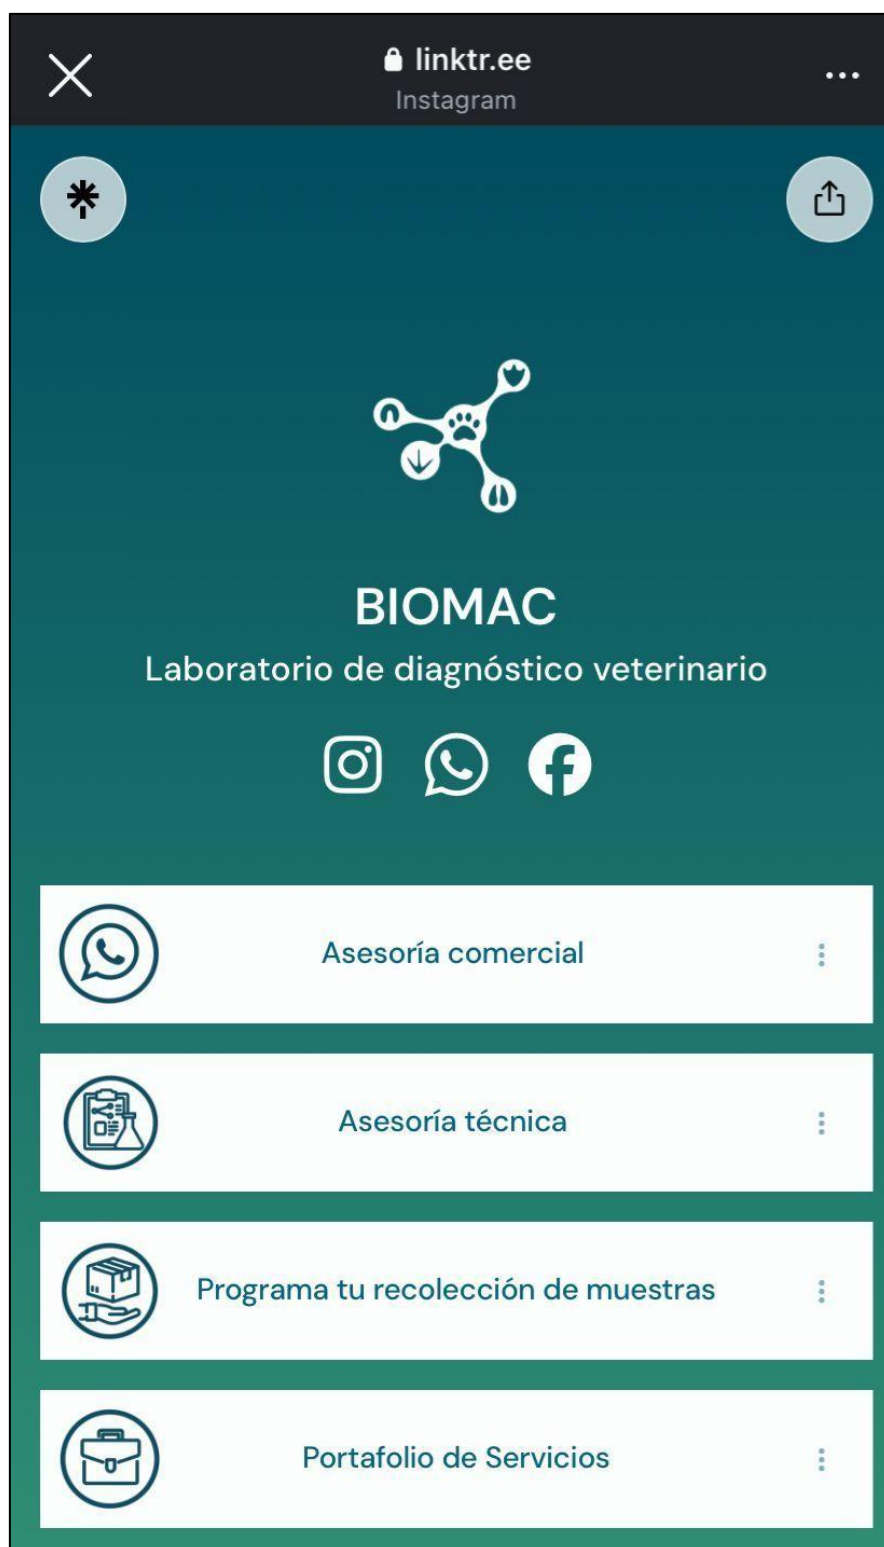 linktr.ee
Instagram
BIOMAC
Laboratorio de diagnóstico veterinario
Asesoría comercial
Asesoría técnica
Programa tu recolección de muestras
Portafolio de Servicios